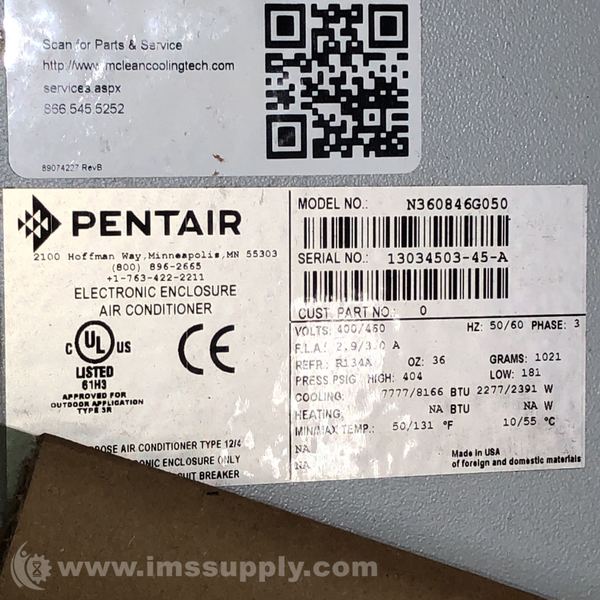 Scan for Parts & Service
http://www.mcleancoolingtech.com
services.aspx
866.545.5252
89074227 RevB
PENTAIR
2100 Hoffman Way, Minneapolis, MN 55303
(800) 896-2665
+1-763-422-2211
ELECTRONIC ENCLOSURE
AIR CONDITIONER
C UL US
LISTED
61H3
APPROVED FOR
OUTDOOR APPLICATION
TYPE 3R
CE
MODEL NO.: N360846G050
SERIAL NO.: 13034503-45-A
CUST. PART NO.: 0
VOLTS: 400/460 HZ: 50/60 PHASE: 3
F.L.A.: 2.9/3.0 A
REFR.: R134A OZ: 36 GRAMS: 1021
PRESS PSIG HIGH: 404 LOW: 181
COOLING: 7777/8166 BTU 2277/2391 W
HEATING: NA BTU NA W
MIN/MAX TEMP.: 50/131 °F 10/55 °C
NA
NA
Made in USA
of foreign and domestic materials
AIR CONDITIONER TYPE 12/4
ENCLOSURE ONLY
BREAKER
www.imssupply.com